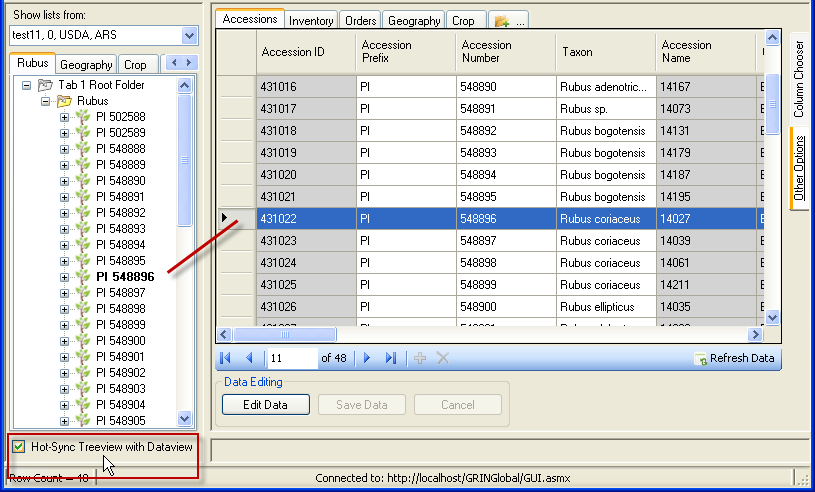 Show lists from:
test11, 0, USDA, ARS
Rubus Geography Crop
Tab 1 Root Folder
Rubus
PI 502588
PI 502589
PI 548888
PI 548889
PI 548890
PI 548891
PI 548892
PI 548893
PI 548894
PI 548895
PI 548896
PI 548897
PI 548898
PI 548899
PI 548900
PI 548901
PI 548902
PI 548903
PI 548904
PI 548905
Hot-Sync Treeview with Dataview
Accessions Inventory Orders Geography Crop ...
Accession ID Accession Prefix Accession Number Taxon Accession Name
431016 PI 548890 Rubus adenotric... 14167
431017 PI 548891 Rubus sp. 14073
431018 PI 548892 Rubus bogotensis 14131
431019 PI 548893 Rubus bogotensis 14179
431020 PI 548894 Rubus bogotensis 14187
431021 PI 548895 Rubus bogotensis 14195
431022 PI 548896 Rubus coriaceus 14027
431023 PI 548897 Rubus coriaceus 14039
431024 PI 548898 Rubus coriaceus 14061
431025 PI 548899 Rubus coriaceus 14211
431026 PI 548900 Rubus ellipticus 14035
11 of 48 Refresh Data
Data Editing
Edit Data Save Data Cancel
Column Chooser
Other Options
Row Count = 48 Connected to: http://localhost/GRINGlobal/GUI.asmx